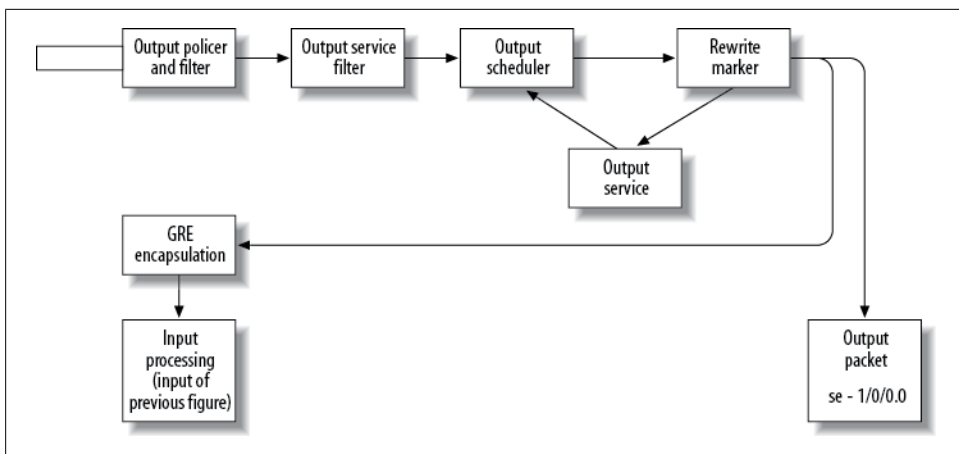 Output policer
and filter
Output service
filter
Output
scheduler
Rewrite
marker
Output
service
GRE
encapsulation
Input
processing
(input of
previous figure)
Output
packet
se - 1/0/0.0